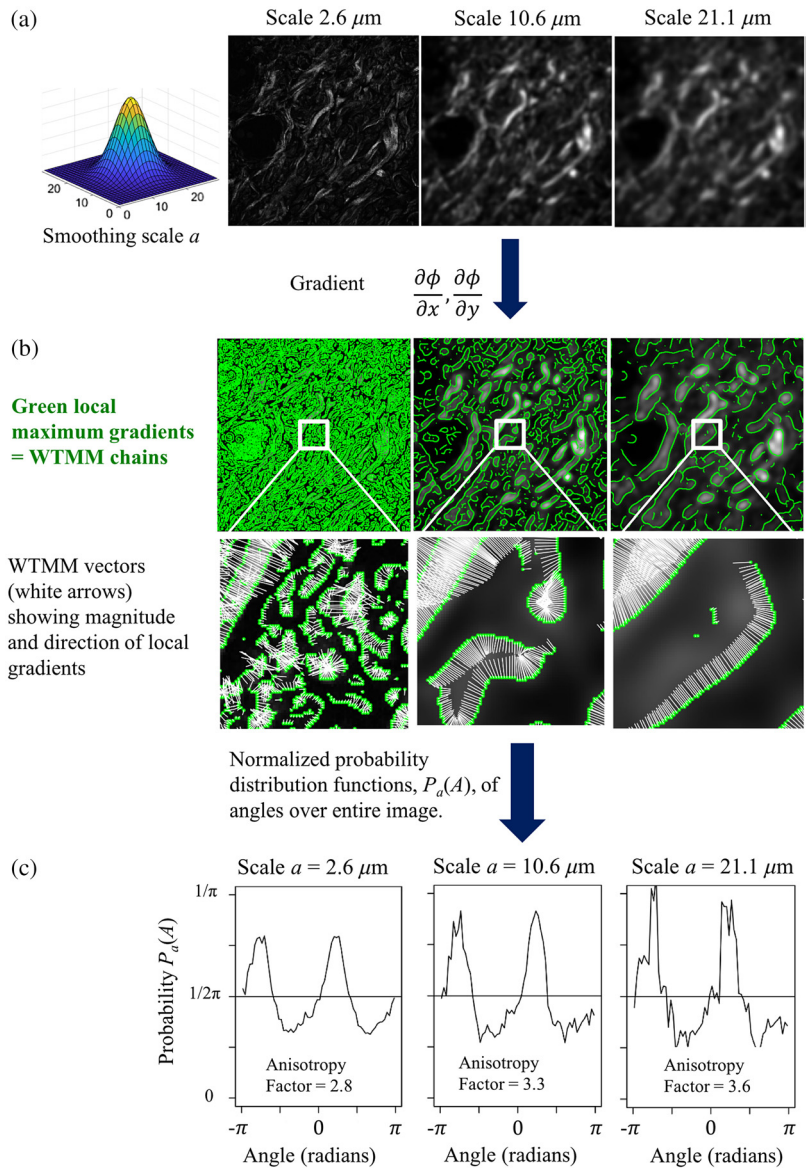 (a)
Scale 2.6 μm
Scale 10.6 μm
Scale 21.1 μm
20
10
0
0
10
20
Smoothing scale a
Gradient
∂ϕ/∂x, ∂ϕ/∂y
(b)
Green local
maximum gradients
= WTMM chains
WTMM vectors
(white arrows)
showing magnitude
and direction of local
gradients
Normalized probability
distribution functions, Pₐ(A), of
angles over entire image.
(c)
Scale a = 2.6 μm
Scale a = 10.6 μm
Scale a = 21.1 μm
Probability Pₐ(A)
1/π
1/2π
0
Anisotropy
Factor = 2.8
Anisotropy
Factor = 3.3
Anisotropy
Factor = 3.6
-π
0
π
-π
0
π
-π
0
π
Angle (radians)
Angle (radians)
Angle (radians)